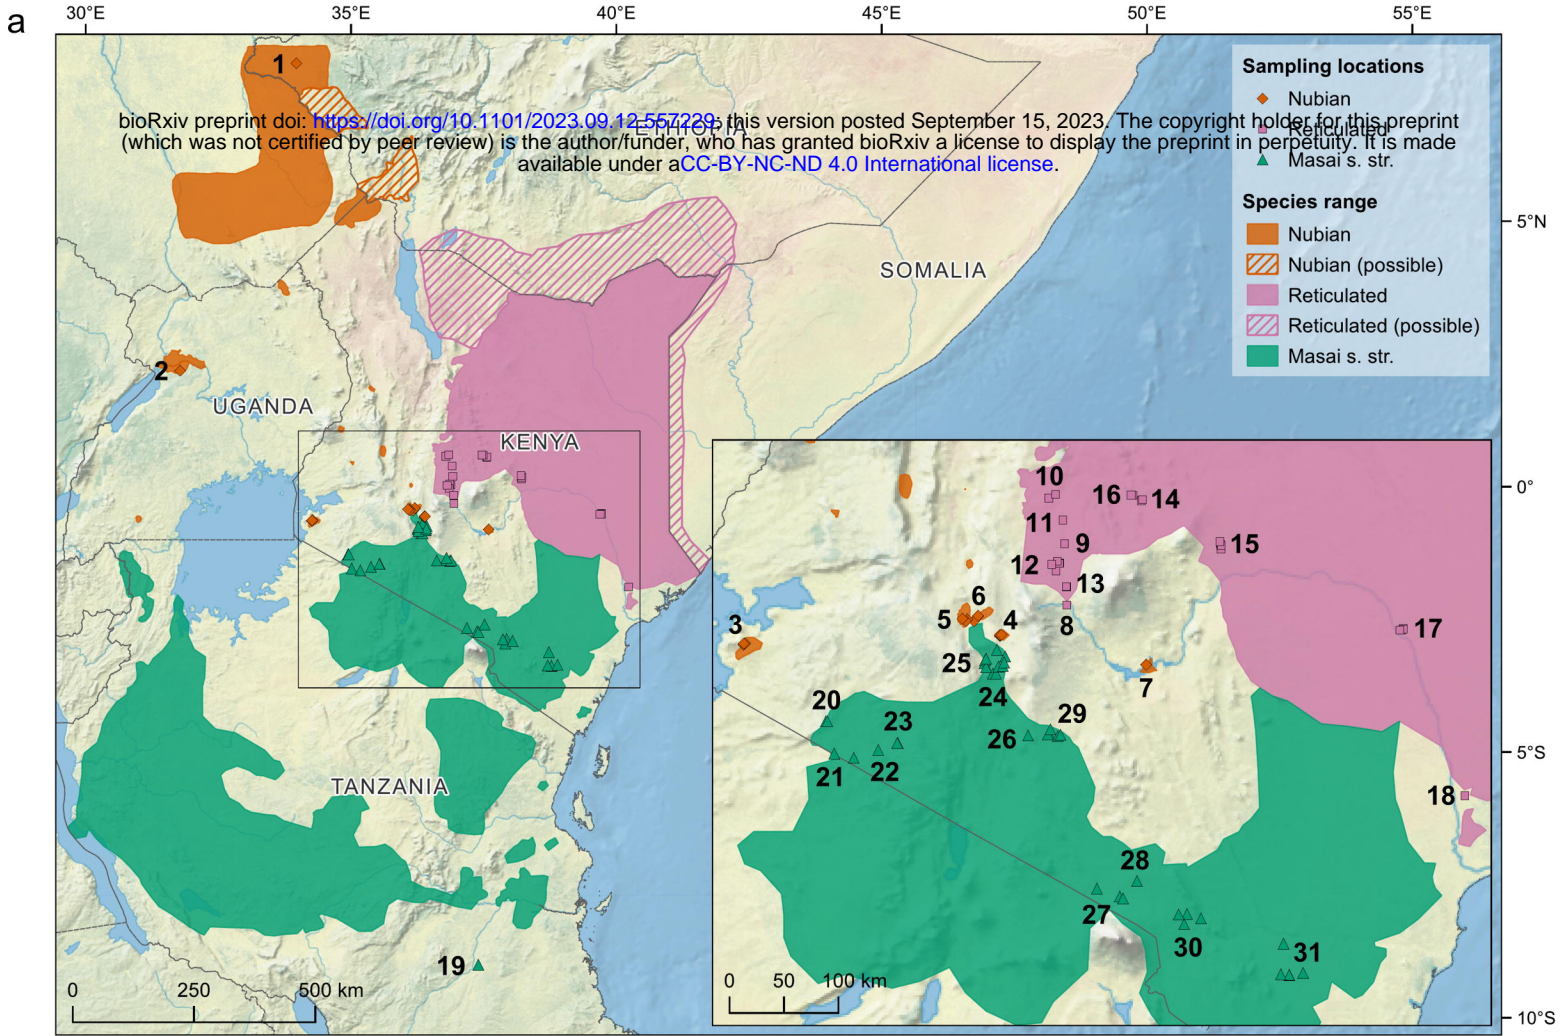 a
30°E 35°E 40°E 45°E 50°E 55°E
Sampling locations
Nubian
Reticulated
Masai s. str.
Species range
Nubian
Nubian (possible)
Reticulated
Reticulated (possible)
Masai s. str.
bioRxiv preprint doi: https://doi.org/10.1101/2023.09.12.557229; this version posted September 15, 2023. The copyright holder for this preprint
(which was not certified by peer review) is the author/funder, who has granted bioRxiv a license to display the preprint in perpetuity. It is made
available under aCC-BY-NC-ND 4.0 International license.
ETHIOPIA
1
5°N
SOMALIA
2
UGANDA
KENYA
0°
10
16 14
11
9
15
12
13
6
5 4
8
3
17
25
7
24
20
29
23
26
21 22
5°S
TANZANIA
18
28
27
30
31
19
0 250 500 km
0 50 100 km
10°S